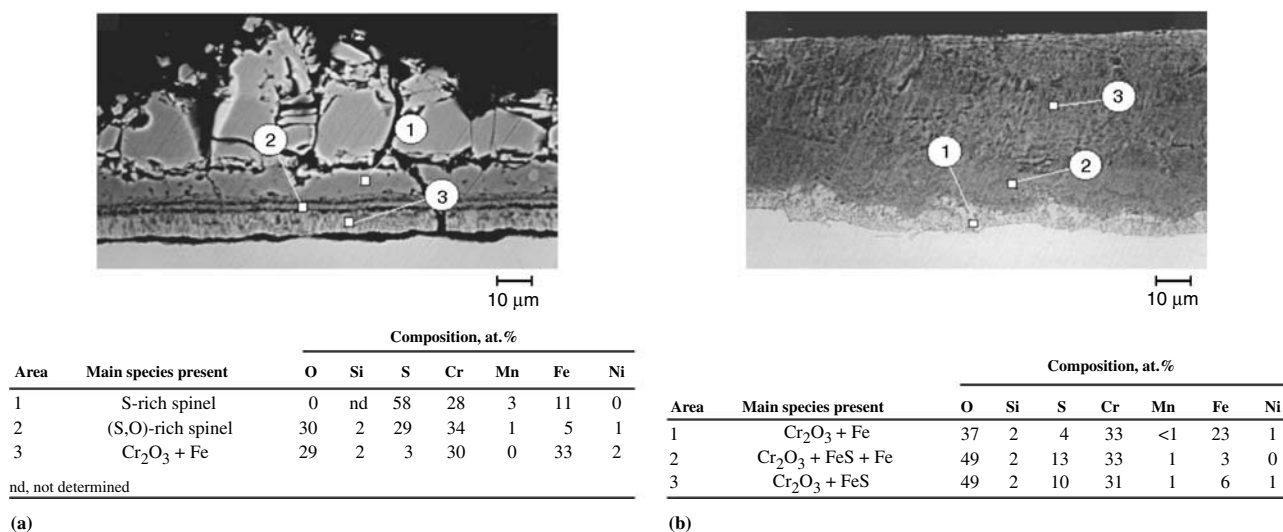 2
1
3
10 μm
Composition, at.%
Area Main species present O Si S Cr Mn Fe Ni
1 S-rich spinel 0 nd 58 28 3 11 0
2 (S,O)-rich spinel 30 2 29 34 1 5 1
3 Cr₂O₃ + Fe 29 2 3 30 0 33 2
nd, not determined
(a)
3
1
2
10 μm
Composition, at.%
Area Main species present O Si S Cr Mn Fe Ni
1 Cr₂O₃ + Fe 37 2 4 33 <1 23 1
2 Cr₂O₃ + FeS + Fe 49 2 13 33 1 3 0
3 Cr₂O₃ + FeS 49 2 10 31 1 6 1
(b)